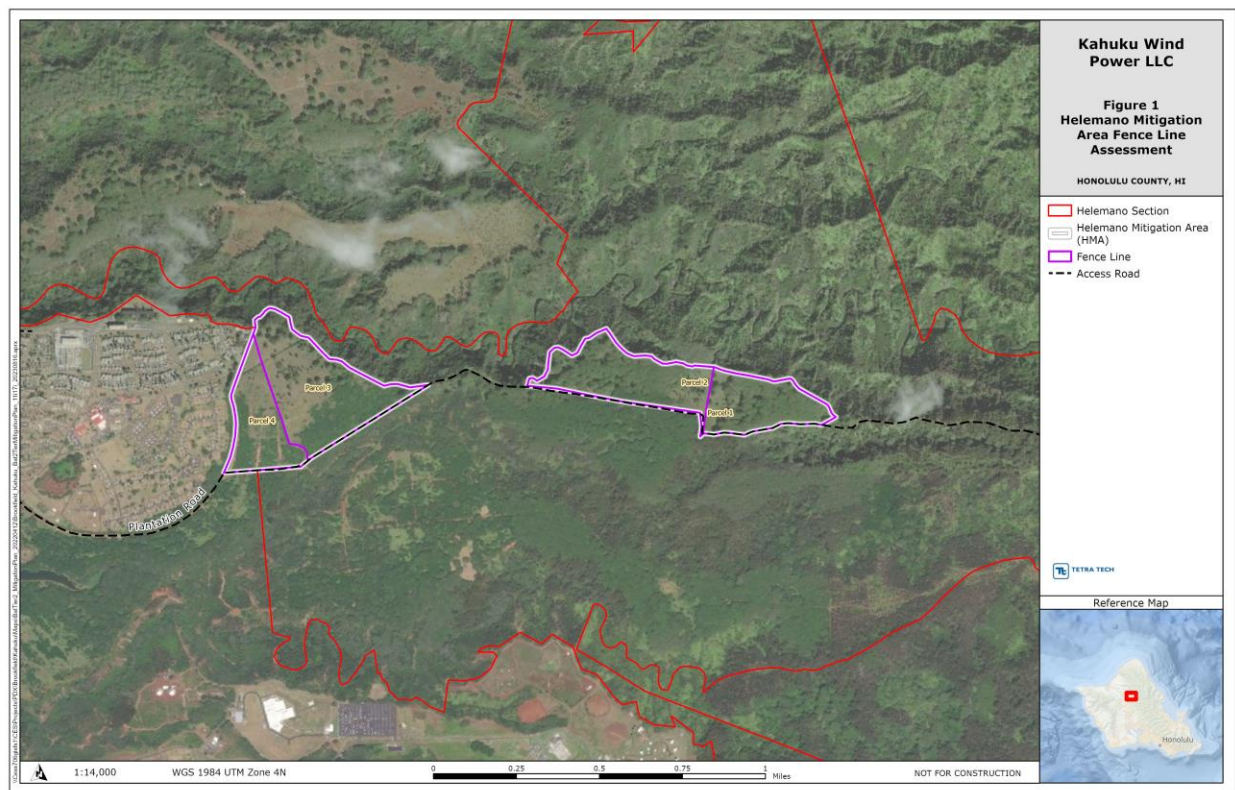 Kahuku Wind
Power LLC
Figure 1
Helemano Mitigation
Area Fence Line
Assessment
HONOLULU COUNTY, HI
Helemano Section
Helemano Mitigation Area
(HMA)
Fence Line
Access Road
Parcel 3
Parcel 4
Parcel 2
Parcel 1
Plantation Road
TETRA TECH
Reference Map
Honolulu
1:14,000
WGS 1984 UTM Zone 4N
0 0.25 0.5 0.75 1
Miles
NOT FOR CONSTRUCTION